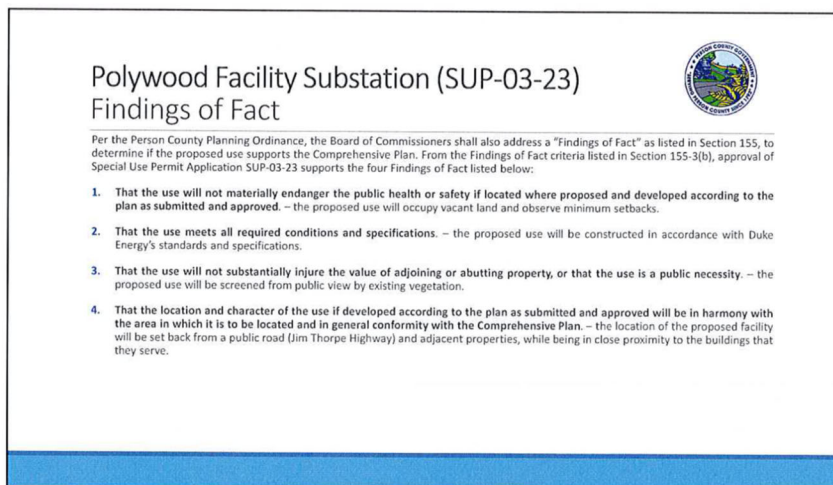 Polywood Facility Substation (SUP-03-23)
Findings of Fact
Per the Person County Planning Ordinance, the Board of Commissioners shall also address a "Findings of Fact" as listed in Section 155, to
determine if the proposed use supports the Comprehensive Plan. From the Findings of Fact criteria listed in Section 155-3(b), approval of
Special Use Permit Application SUP-03-23 supports the four Findings of Fact listed below:
1. That the use will not materially endanger the public health or safety if located where proposed and developed according to the
plan as submitted and approved. – the proposed use will occupy vacant land and observe minimum setbacks.
2. That the use meets all required conditions and specifications. – the proposed use will be constructed in accordance with Duke
Energy's standards and specifications.
3. That the use will not substantially injure the value of adjoining or abutting property, or that the use is a public necessity. – the
proposed use will be screened from public view by existing vegetation.
4. That the location and character of the use if developed according to the plan as submitted and approved will be in harmony with
the area in which it is to be located and in general conformity with the Comprehensive Plan. – the location of the proposed facility
will be set back from a public road (Jim Thorpe Highway) and adjacent properties, while being in close proximity to the buildings that
they serve.
PERSON COUNTY GOVERNMENT